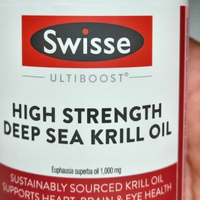 Swisse
ULTIBOOST®
HIGH STRENGTH
DEEP SEA KRILL OIL
Euphausia superba oil 1,000 mg
SUSTAINABLY SOURCED KRILL OIL
SUPPORTS HEART, BRAIN & EYE HEALTH